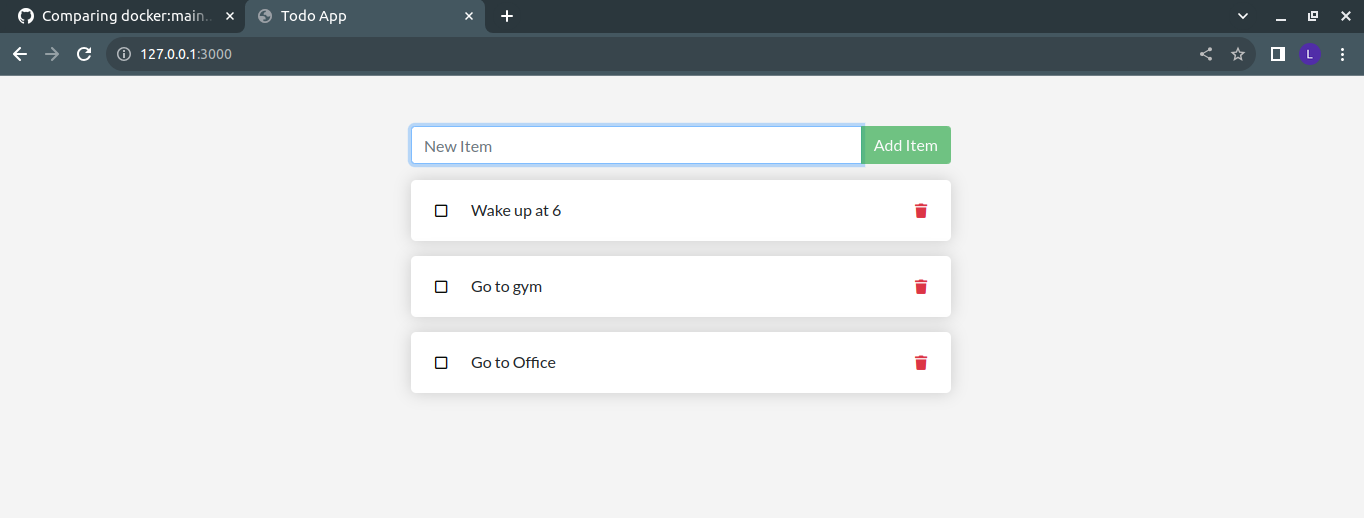 Comparing docker:main...
Todo App
127.0.0.1:3000
L
New Item
Add Item
Wake up at 6
Go to gym
Go to Office